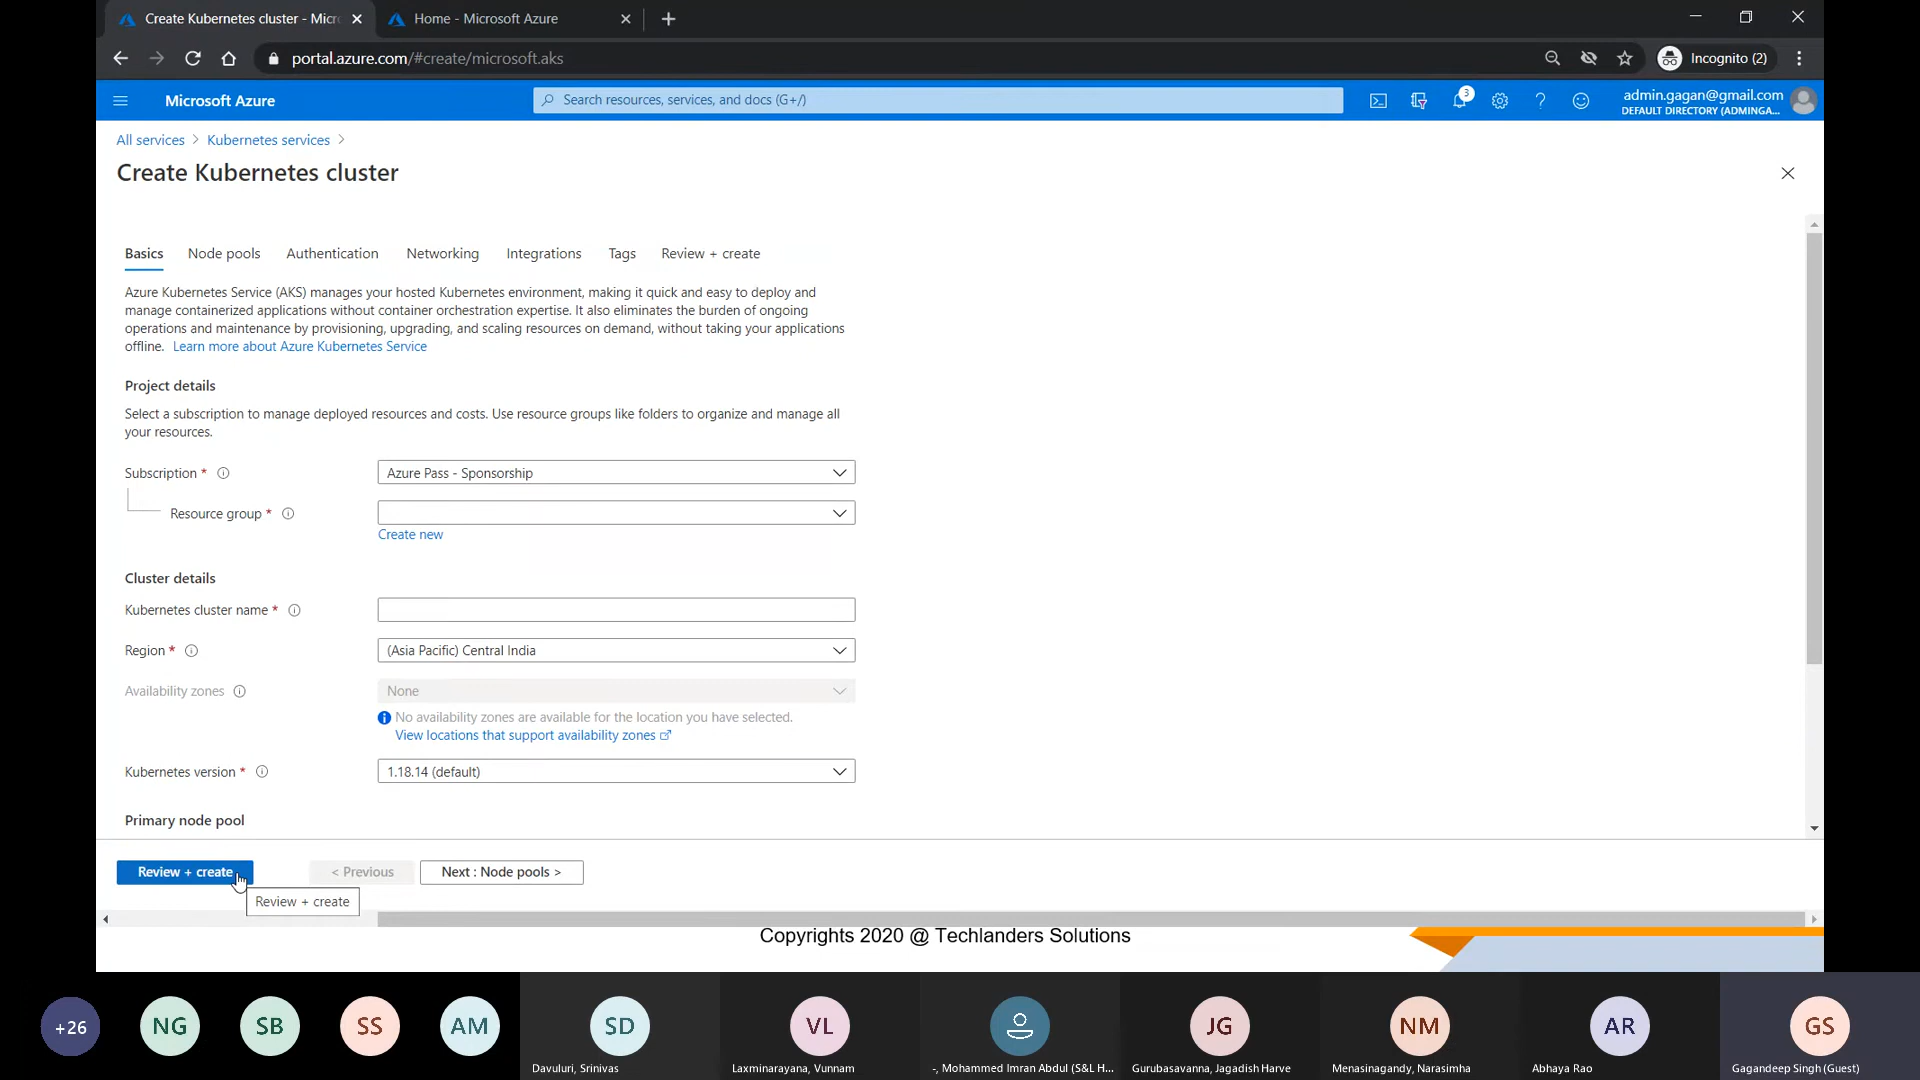 Create Kubernetes cluster - Micr
Home - Microsoft Azure
portal.azure.com/#create/microsoft.aks
Incognito (2)
Microsoft Azure
Search resources, services, and docs (G+/)
3
admin.gagan@gmail.com
DEFAULT DIRECTORY (ADMINGA...
All services > Kubernetes services >
Create Kubernetes cluster
Basics Node pools Authentication Networking Integrations Tags Review + create
Azure Kubernetes Service (AKS) manages your hosted Kubernetes environment, making it quick and easy to deploy and
manage containerized applications without container orchestration expertise. It also eliminates the burden of ongoing
operations and maintenance by provisioning, upgrading, and scaling resources on demand, without taking your applications
offline. Learn more about Azure Kubernetes Service
Project details
Select a subscription to manage deployed resources and costs. Use resource groups like folders to organize and manage all
your resources.
Subscription * Azure Pass - Sponsorship
Resource group *
Create new
Cluster details
Kubernetes cluster name *
Region * (Asia Pacific) Central India
Availability zones None
No availability zones are available for the location you have selected.
View locations that support availability zones
Kubernetes version * 1.18.14 (default)
Primary node pool
Review + create < Previous Next : Node pools >
Review + create
Copyrights 2020 @ Techlanders Solutions
+26 NG SB SS AM SD VL JG NM AR GS
Davuluri, Srinivas Laxminarayana, Vunnam -, Mohammed Imran Abdul (S&L H... Gurubasavanna, Jagadish Harve Menasinagandy, Narasimha Abhaya Rao Gagandeep Singh (Guest)